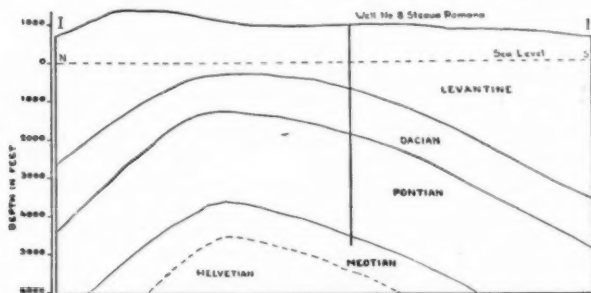 I
Well No 8 Steaua Romana
I
1000
N
Sea Level
S
0
LEVANTINE
1000
DACIAN
2000
PONTIAN
3000
4000
MEOTIAN
5000
HELVETIAN
6000
DEPTH IN FEET